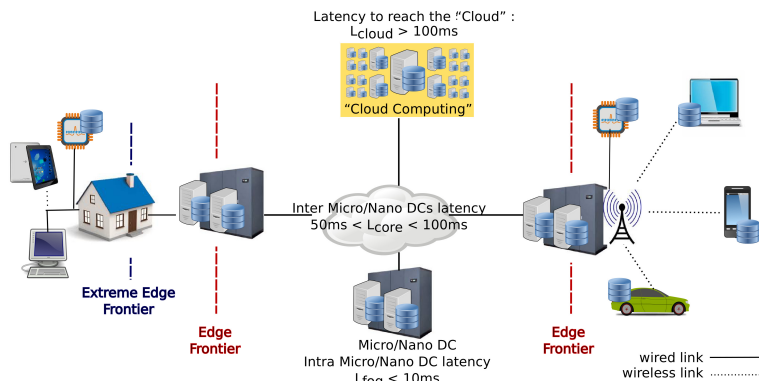 Latency to reach the “Cloud” :
Lcloud > 100ms
“Cloud Computing”
Inter Micro/Nano DCs latency
50ms < Lcore < 100ms
Extreme Edge
Frontier
Edge
Frontier
Micro/Nano DC
Intra Micro/Nano DC latency
Lfog < 10ms
Edge
Frontier
wired link
wireless link